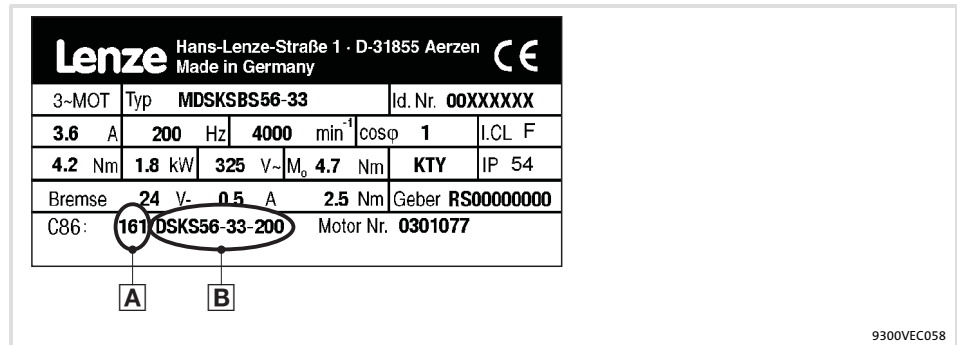 Lenze Hans-Lenze-Straße 1 · D-31855 Aerzen CE
Made in Germany
3~MOT Typ MDSKSBS56-33 Id. Nr. 00XXXXXX
3.6 A 200 Hz 4000 min⁻¹ cosφ 1 I.CL F
4.2 Nm 1.8 kW 325 V~ M₀ 4.7 Nm KTY IP 54
Bremse 24 V- 0.5 A 2.5 Nm Geber RS00000000
C86: 161 DSKS56-33-200 Motor Nr. 0301077
A B
9300VEC058